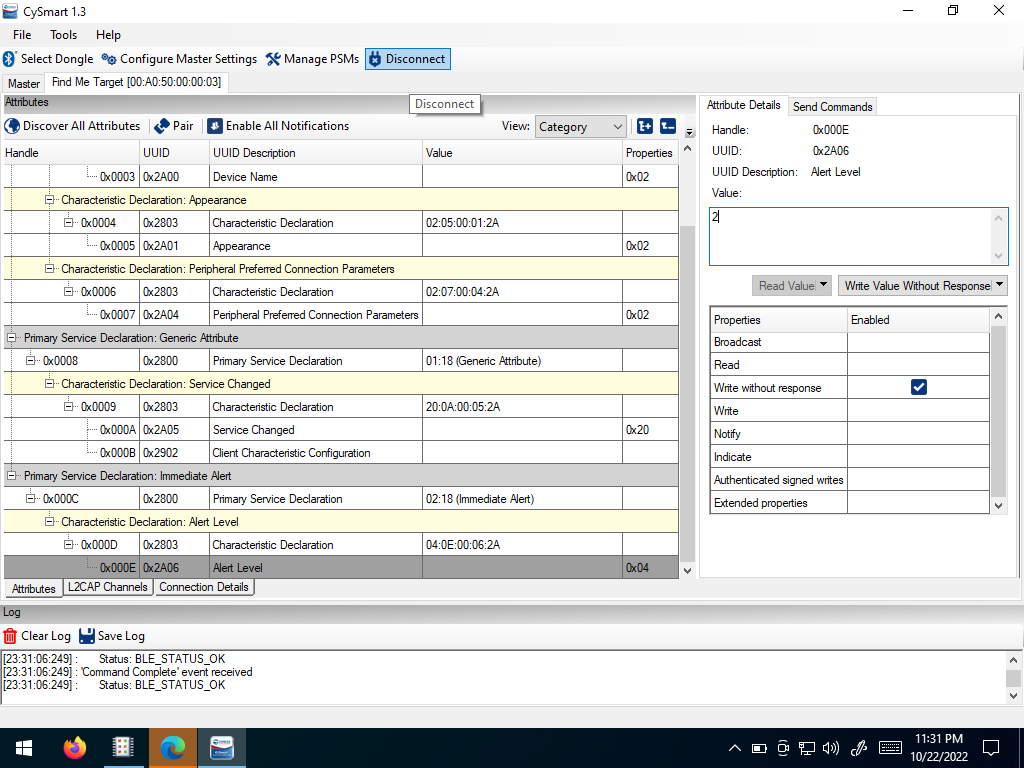 CySmart 1.3
File Tools Help
Select Dongle Configure Master Settings Manage PSMs Disconnect
Master Find Me Target [00:A0:50:00:00:03]
Attributes
Disconnect
Discover All Attributes Pair Enable All Notifications View: Category
Handle UUID UUID Description Value Properties
0x0003 0x2A00 Device Name 0x02
Characteristic Declaration: Appearance
0x0004 0x2803 Characteristic Declaration 02:05:00:01:2A
0x0005 0x2A01 Appearance 0x02
Characteristic Declaration: Peripheral Preferred Connection Parameters
0x0006 0x2803 Characteristic Declaration 02:07:00:04:2A
0x0007 0x2A04 Peripheral Preferred Connection Parameters 0x02
Primary Service Declaration: Generic Attribute
0x0008 0x2800 Primary Service Declaration 01:18 (Generic Attribute)
Characteristic Declaration: Service Changed
0x0009 0x2803 Characteristic Declaration 20:0A:00:05:2A
0x000A 0x2A05 Service Changed 0x20
0x000B 0x2902 Client Characteristic Configuration
Primary Service Declaration: Immediate Alert
0x000C 0x2800 Primary Service Declaration 02:18 (Immediate Alert)
Characteristic Declaration: Alert Level
0x000D 0x2803 Characteristic Declaration 04:0E:00:06:2A
0x000E 0x2A06 Alert Level 0x04
Attributes L2CAP Channels Connection Details
Attribute Details Send Commands
Handle: 0x000E
UUID: 0x2A06
UUID Description: Alert Level
Value:
2
Read Value Write Value Without Response
Properties Enabled
Broadcast
Read
Write without response
Write
Notify
Indicate
Authenticated signed writes
Extended properties
Log
Clear Log Save Log
[23:31:06:249] : Status: BLE_STATUS_OK
[23:31:06:249] : 'Command Complete' event received
[23:31:06:249] : Status: BLE_STATUS_OK
11:31 PM
10/22/2022